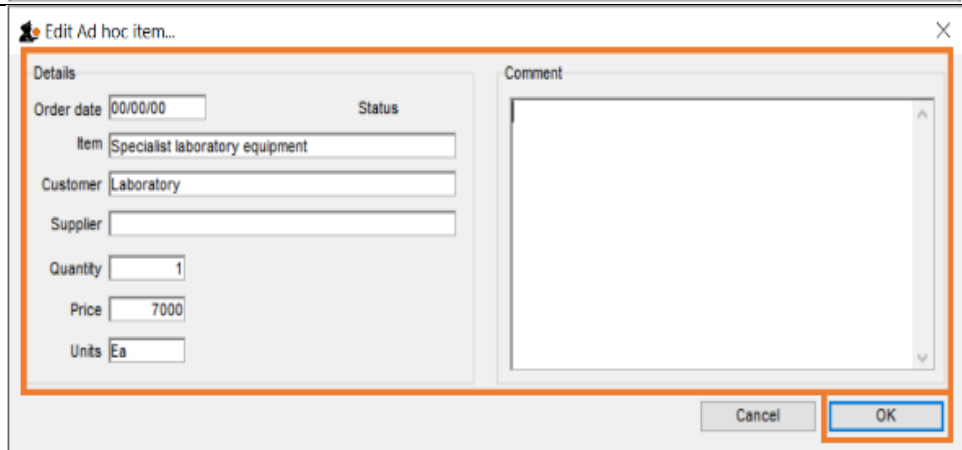 Edit Ad hoc item...
Details
Order date 00/00/00 Status
Item Specialist laboratory equipment
Customer Laboratory
Supplier
Quantity 1
Price 7000
Units Ea
Comment
Cancel OK